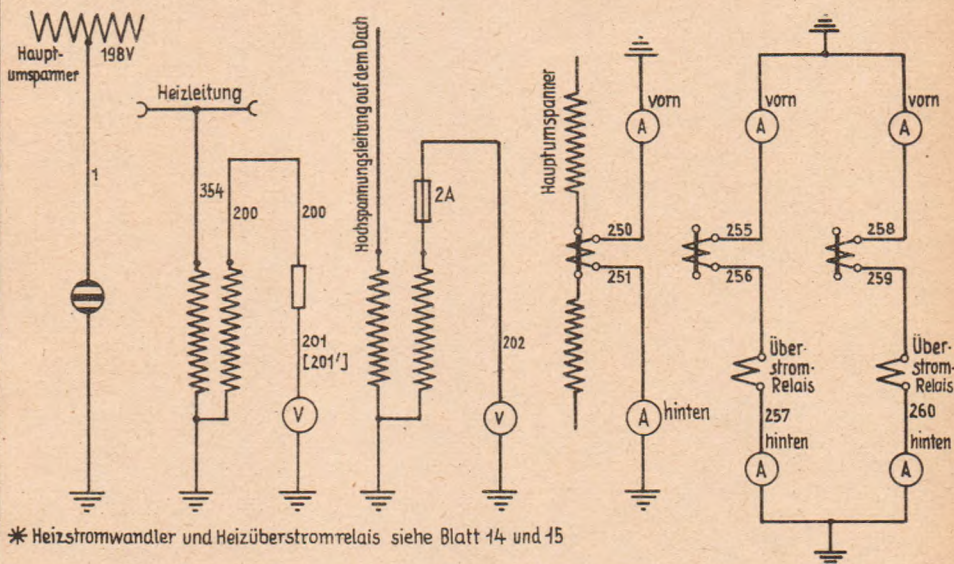 Haupt-
umspanner
198V
1
Heizleitung
354
200
200
201
[201']
V
Hochspannungsleitung auf dem Dach
2A
202
V
Hauptumspanner
vorn
A
250
251
A
hinten
vorn
A
255
256
Über-
strom-
Relais
257
hinten
A
vorn
A
258
259
Über-
strom-
Relais
260
hinten
A
* Heizstromwandler und Heizüberstromrelais siehe Blatt 14 und 15